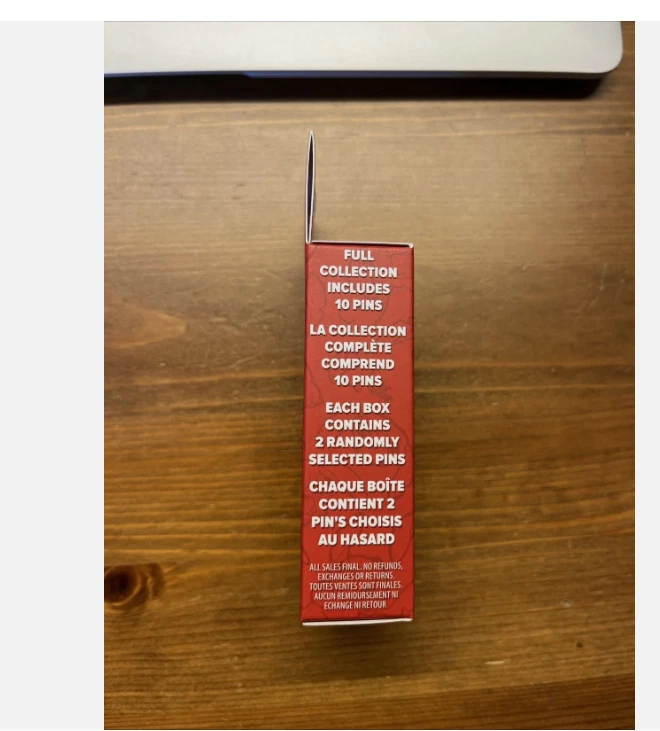 FULL
COLLECTION
INCLUDES
10 PINS
LA COLLECTION
COMPLÈTE
COMPREND
10 PINS
EACH BOX
CONTAINS
2 RANDOMLY
SELECTED PINS
CHAQUE BOÎTE
CONTIENT 2
PIN'S CHOISIS
AU HASARD
ALL SALES FINAL. NO REFUNDS,
EXCHANGES OR RETURNS.
TOUTES VENTES SONT FINALES.
AUCUN REMBOURSEMENT NI
ECHANGE NI RETOUR